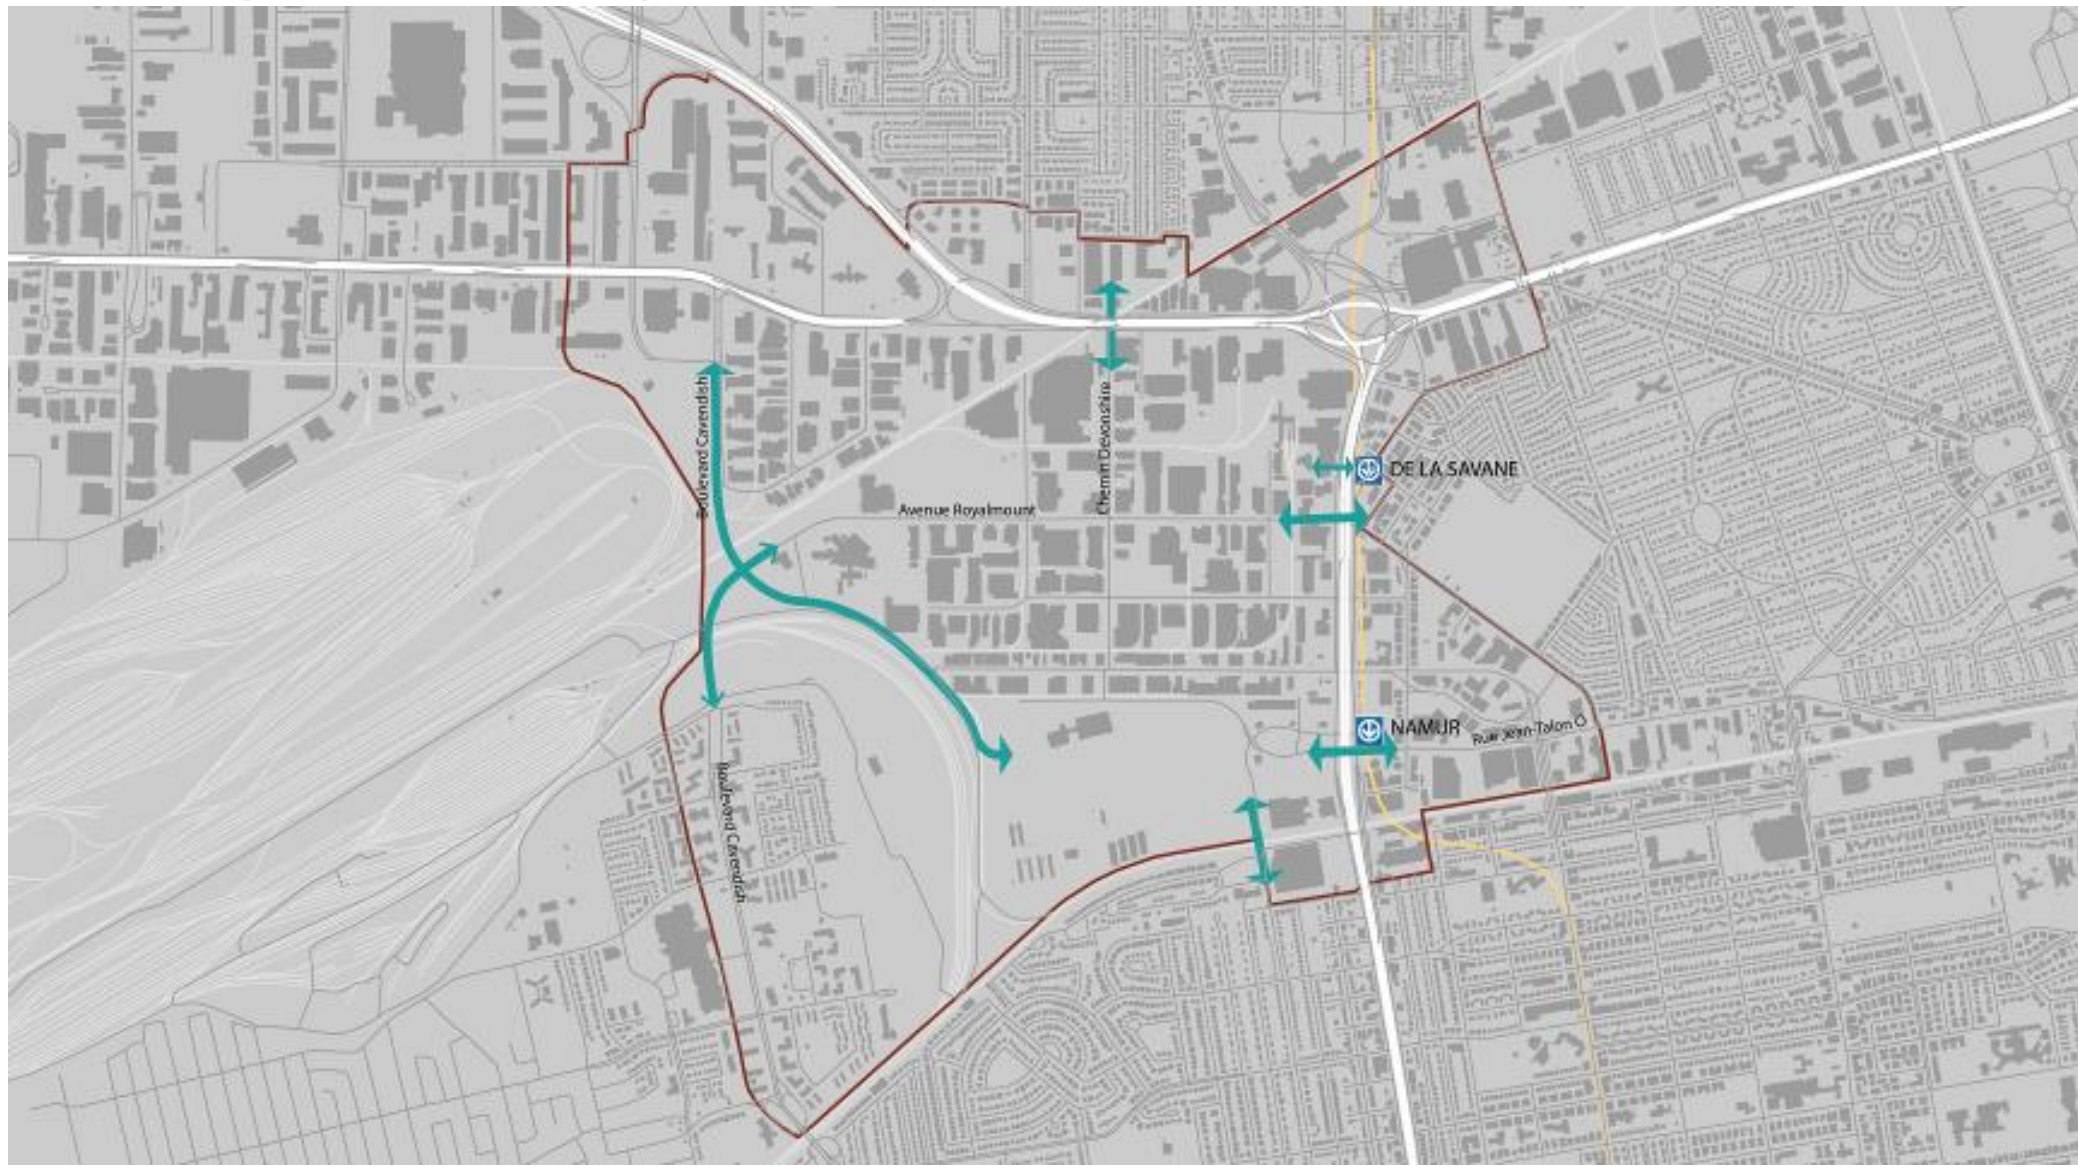 Boulevard Cavendish
Chemin Devonshire
DE LA SAVANE
Avenue Royalmount
NAMUR
Rue Jean-Talon O
Boulevard Cavendish